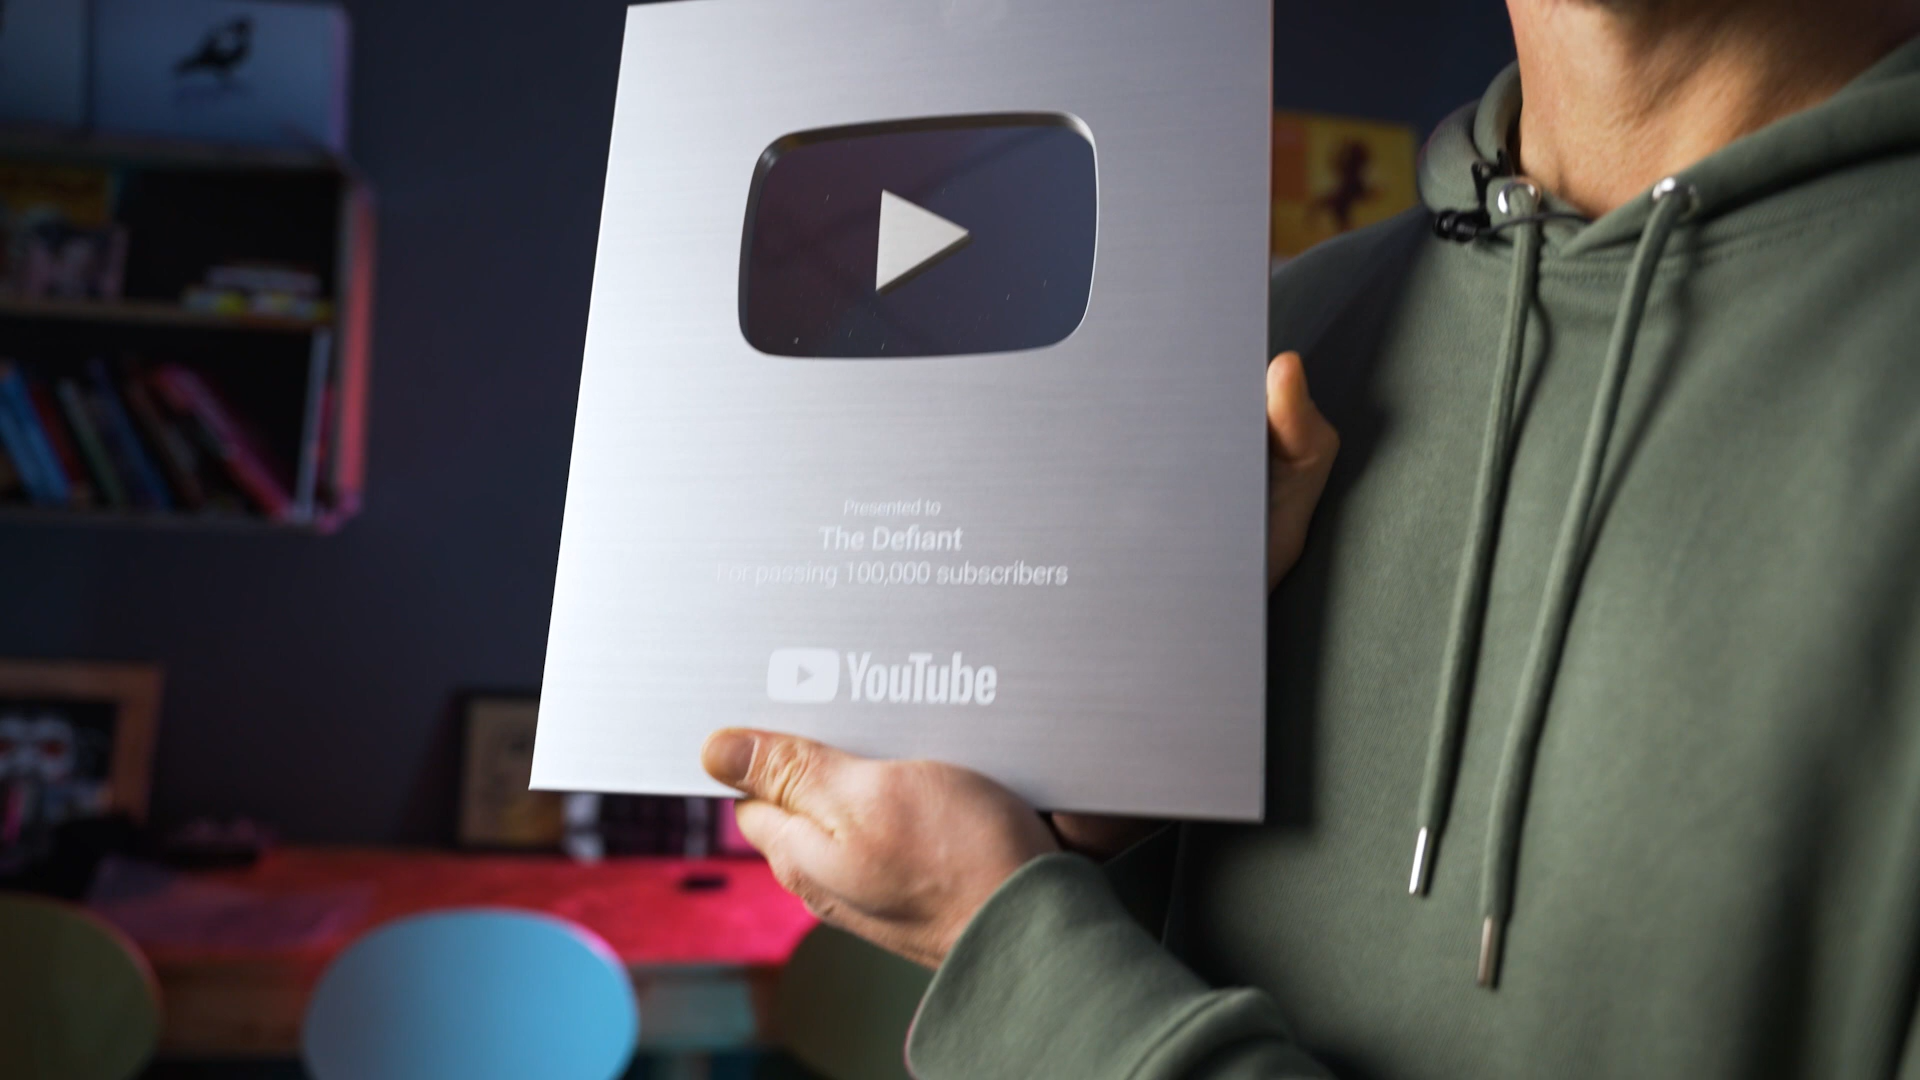 Presented to
The Defiant
For passing 100,000 subscribers
YouTube